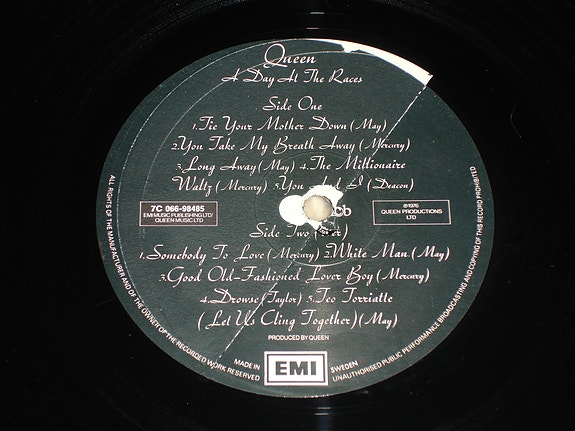 Queen
A Day At The Races
Side One
1.Tie Your Mother Down (May)
2.You Take My Breath Away (Mercury)
3.Long Away (May) 4.The Millionaire
Waltz (Mercury) 5.You And I (Deacon)
7C 066-98485
EMI MUSIC PUBLISHING LTD/
QUEEN MUSIC LTD
℗1976
QUEEN PRODUCTIONS
LTD
Side Two
1.Somebody To Love (Mercury) 2.White Man.(May)
3.Good Old-Fashioned Lover Boy (Mercury)
4.Drowse (Taylor) 5.Teo Torriatte
(Let Us Cling Together) (May)
PRODUCED BY QUEEN
MADE IN
EMI
SWEDEN
ALL RIGHTS OF THE MANUFACTURER AND OF THE OWNER OF THE RECORDED WORK RESERVED
UNAUTHORISED PUBLIC PERFORMANCE BROADCASTING AND COPYING OF THIS RECORD PROHIBITED